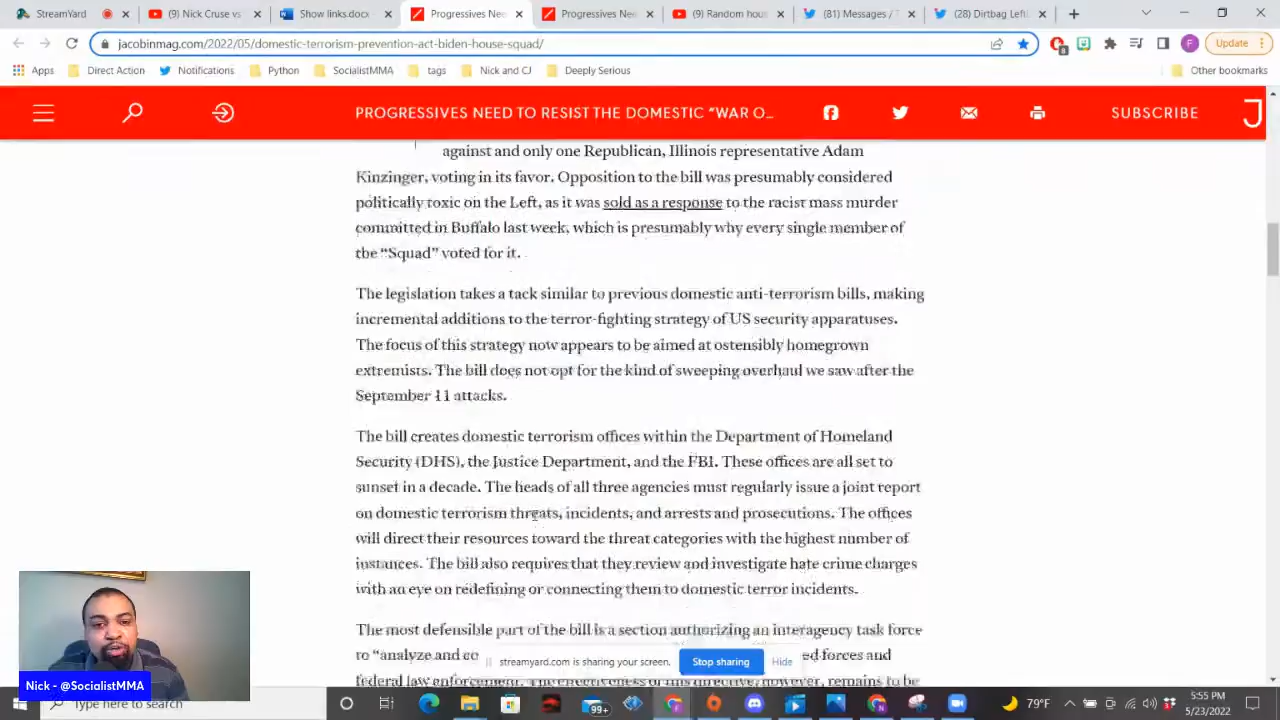 StreamYard
(9) Nick Cruse vs
Show links.docx
Progressives Nee
Progressives Nee
(9) Random hous
(81) Messages / T
(28) Dirtbag Left
jacobinmag.com/2022/05/domestic-terrorism-prevention-act-biden-house-squad/
F
Update
Apps
Direct Action
Notifications
Python
SocialistMMA
tags
Nick and CJ
Deeply Serious
Other bookmarks
PROGRESSIVES NEED TO RESIST THE DOMESTIC “WAR O…
SUBSCRIBE
J
against and only one Republican, Illinois representative Adam
Kinzinger, voting in its favor. Opposition to the bill was presumably considered
politically toxic on the Left, as it was sold as a response to the racist mass murder
committed in Buffalo last week, which is presumably why every single member of
the “Squad” voted for it.
The legislation takes a tack similar to previous domestic anti-terrorism bills, making
incremental additions to the terror-fighting strategy of US security apparatuses.
The focus of this strategy now appears to be aimed at ostensibly homegrown
extremists. The bill does not opt for the kind of sweeping overhaul we saw after the
September 11 attacks.
The bill creates domestic terrorism offices within the Department of Homeland
Security (DHS), the Justice Department, and the FBI. These offices are all set to
sunset in a decade. The heads of all three agencies must regularly issue a joint report
on domestic terrorism threats, incidents, and arrests and prosecutions. The offices
will direct their resources toward the threat categories with the highest number of
instances. The bill also requires that they review and investigate hate crime charges
with an eye on redefining or connecting them to domestic terror incidents.
The most defensible part of the bill is a section authorizing an interagency task force
to “analyze and forces and
federal law enforcement. The effectiveness of this directive, however, remains to be
streamyard.com is sharing your screen.
Stop sharing
Hide
Nick - @SocialistMMA
Type here to search
99+
79°F
5:55 PM
5/23/2022